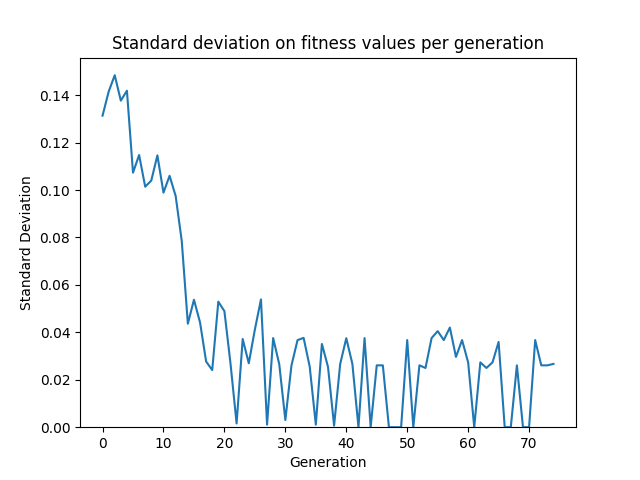 Standard deviation on fitness values per generation
0.14
0.12
0.10
0.08
0.06
0.04
0.02
0.00
Standard Deviation
0 10 20 30 40 50 60 70
Generation